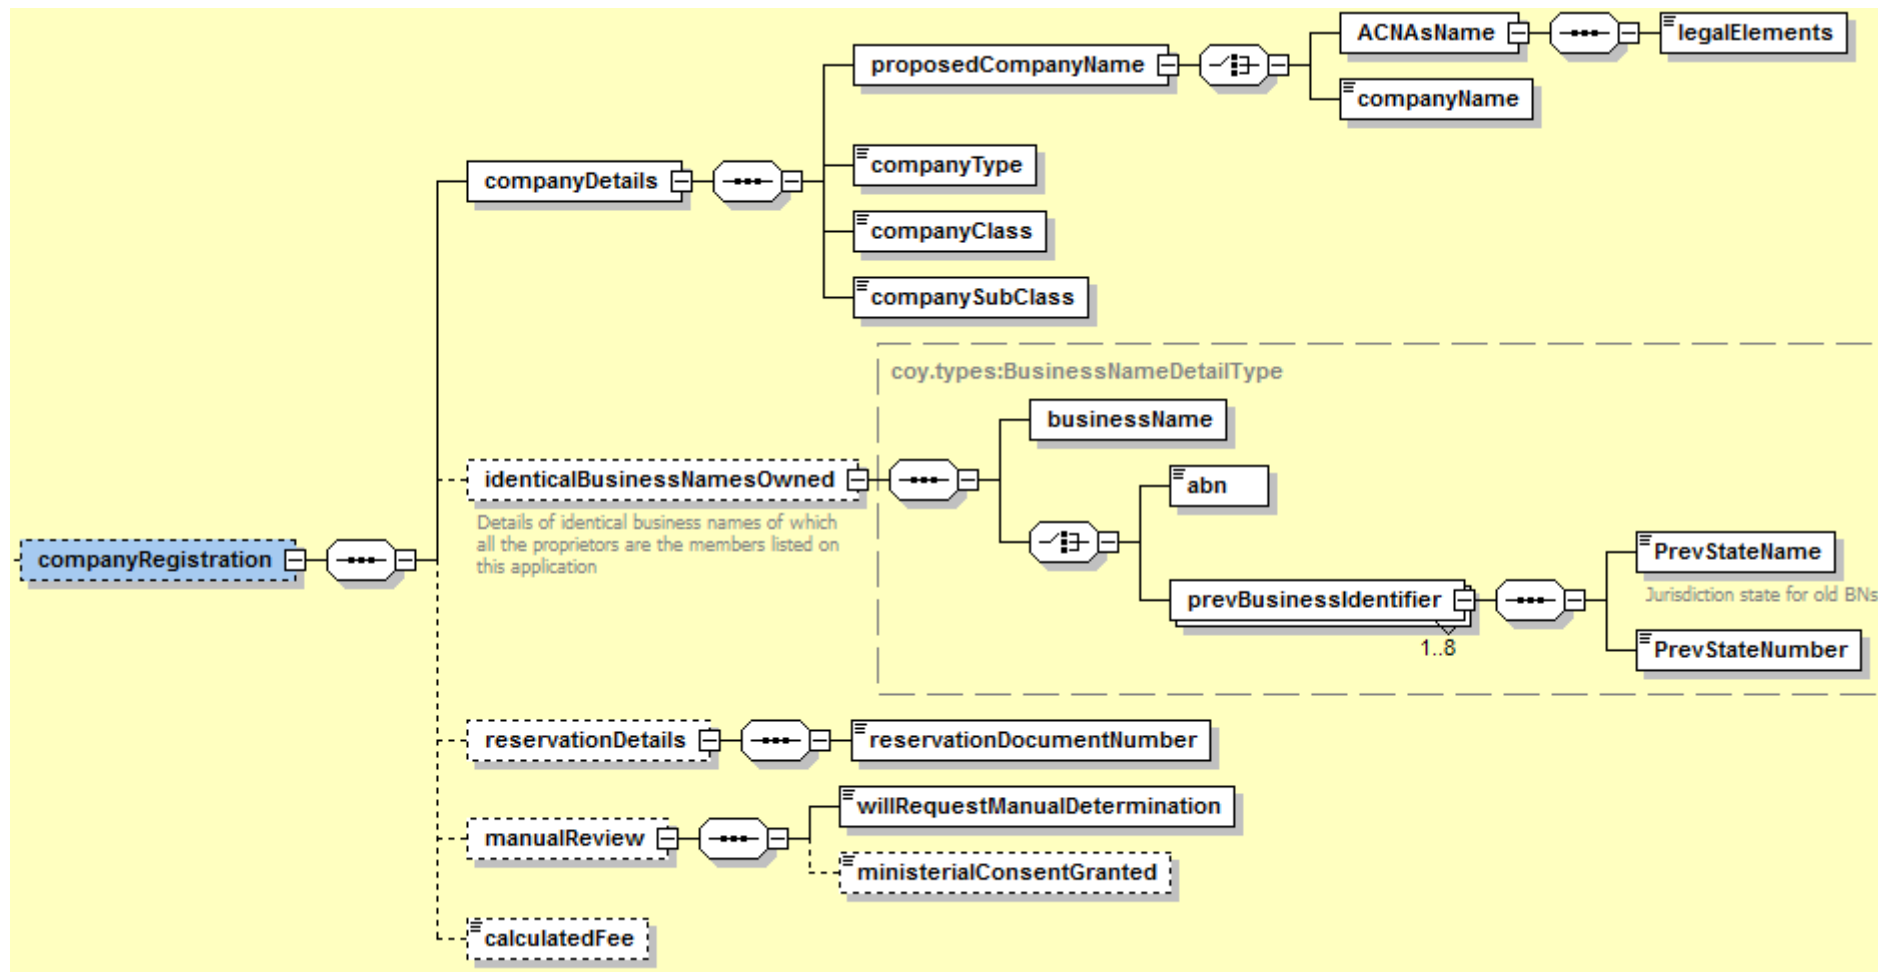 ACNAsName
legalElements
proposedCompanyName
companyName
companyType
companyDetails
companyClass
companySubClass
coy.types:BusinessNameDetailType
businessName
identicalBusinessNamesOwned
abn
Details of identical business names of which
all the proprietors are the members listed on
this application
companyRegistration
PrevStateName
Jurisdiction state for old BNs
prevBusinessIdentifier
1..8
PrevStateNumber
reservationDetails
reservationDocumentNumber
willRequestManualDetermination
manualReview
ministerialConsentGranted
calculatedFee